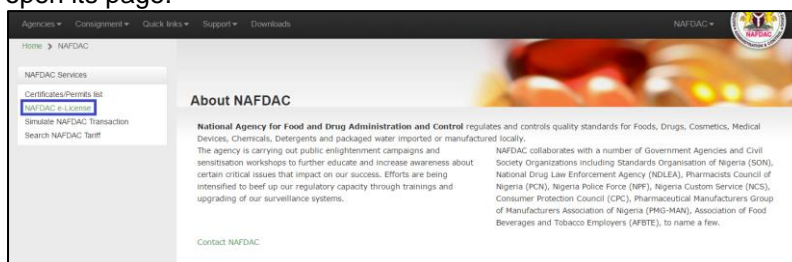 open its page.
Agencies Consignment Quick links Support Downloads NAFDAC
NAFDAC
Home > NAFDAC
NAFDAC Services
Certificates/Permits list
NAFDAC e-License
Simulate NAFDAC Transaction
Search NAFDAC Tariff
About NAFDAC
National Agency for Food and Drug Administration and Control regulates and controls quality standards for Foods, Drugs, Cosmetics, Medical
Devices, Chemicals, Detergents and packaged water imported or manufactured locally.
The agency is carrying out public enlightenment campaigns and
sensitisation workshops to further educate and increase awareness about
certain critical issues that impact on our success. Efforts are being
intensified to beef up our regulatory capacity through trainings and
upgrading of our surveillance systems.
NAFDAC collaborates with a number of Government Agencies and Civil
Society Organizations including Standards Organisation of Nigeria (SON),
National Drug Law Enforcement Agency (NDLEA), Pharmacists Council of
Nigeria (PCN), Nigeria Police Force (NPF), Nigeria Custom Service (NCS),
Consumer Protection Council (CPC), Pharmaceutical Manufacturers Group
of Manufacturers Association of Nigeria (PMG-MAN), Association of Food
Beverages and Tobacco Employers (AFBTE), to name a few.
Contact NAFDAC